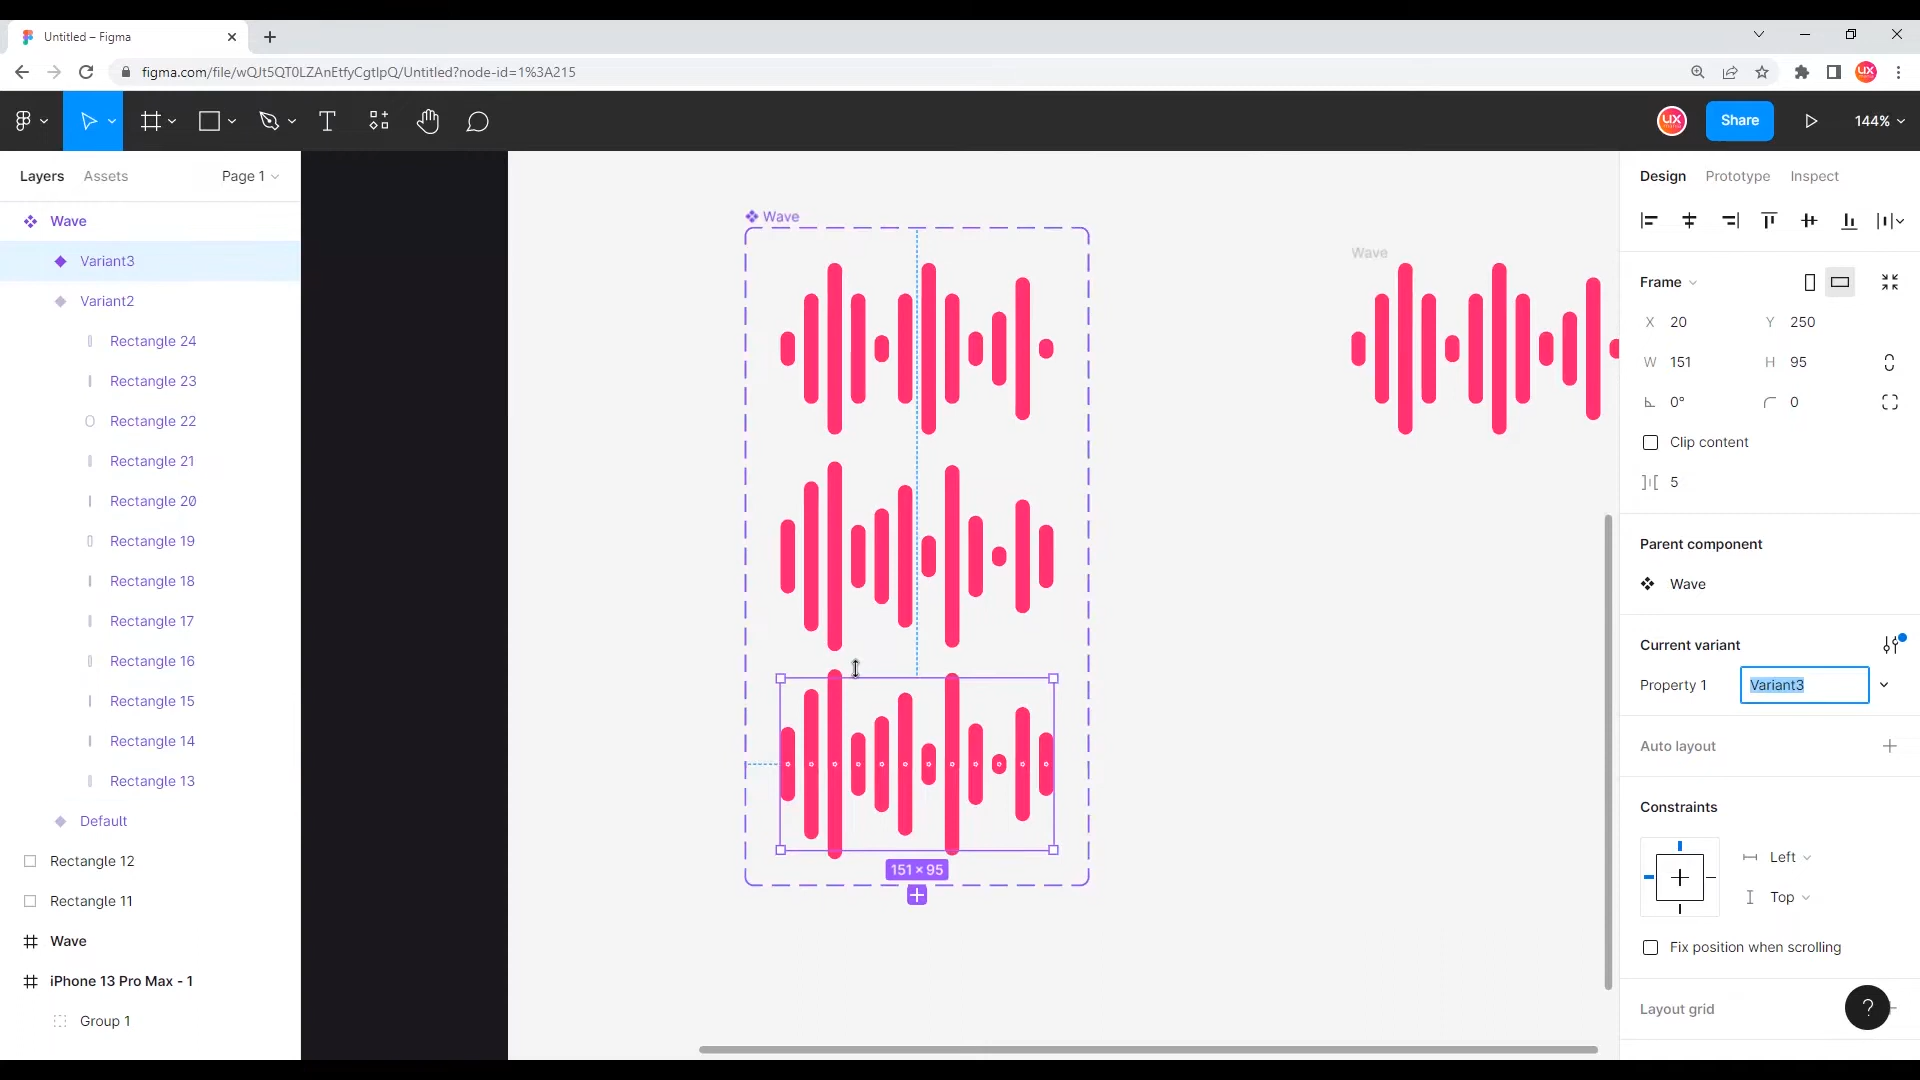 Untitled – Figma
figma.com/file/wQJt5QT0LZAnEtfyCgtIpQ/Untitled?node-id=1%3A215
UX
UX
Share
144%
Layers
Assets
Page 1
Wave
Variant3
Variant2
Rectangle 24
Rectangle 23
Rectangle 22
Rectangle 21
Rectangle 20
Rectangle 19
Rectangle 18
Rectangle 17
Rectangle 16
Rectangle 15
Rectangle 14
Rectangle 13
Default
Rectangle 12
Rectangle 11
Wave
iPhone 13 Pro Max - 1
Group 1
Wave
Wave
151 × 95
Design
Prototype
Inspect
Frame
X 20
Y 250
W 151
H 95
0°
0
Clip content
5
Parent component
Wave
Current variant
Property 1
Variant3
Auto layout
Constraints
Left
Top
Fix position when scrolling
Layout grid
?